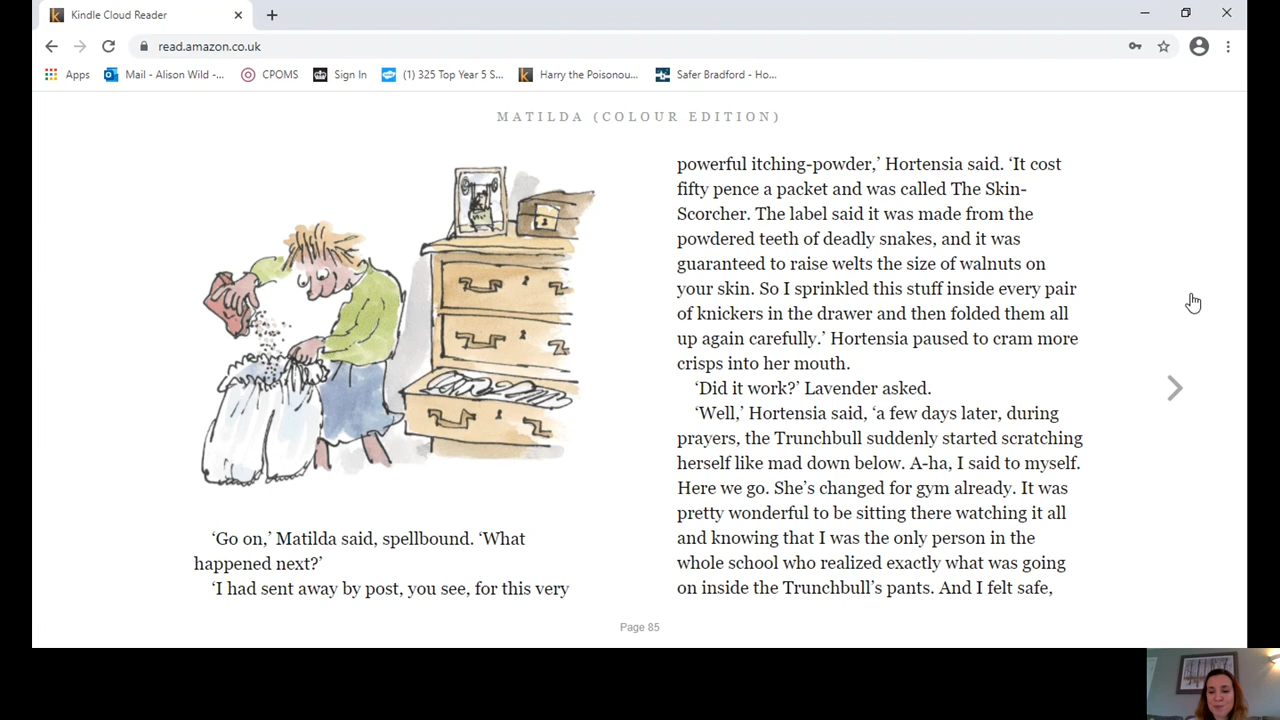 Kindle Cloud Reader
read.amazon.co.uk
Apps
Mail - Alison Wild -...
CPOMS
Sign In
(1) 325 Top Year 5 S...
Harry the Poisonou...
Safer Bradford - Ho...
MATILDA (COLOUR EDITION)
‘Go on,’ Matilda said, spellbound. ‘What
happened next?’
‘I had sent away by post, you see, for this very
powerful itching-powder,’ Hortensia said. ‘It cost
fifty pence a packet and was called The Skin-
Scorcher. The label said it was made from the
powdered teeth of deadly snakes, and it was
guaranteed to raise welts the size of walnuts on
your skin. So I sprinkled this stuff inside every pair
of knickers in the drawer and then folded them all
up again carefully.’ Hortensia paused to cram more
crisps into her mouth.
‘Did it work?’ Lavender asked.
‘Well,’ Hortensia said, ‘a few days later, during
prayers, the Trunchbull suddenly started scratching
herself like mad down below. A-ha, I said to myself.
Here we go. She’s changed for gym already. It was
pretty wonderful to be sitting there watching it all
and knowing that I was the only person in the
whole school who realized exactly what was going
on inside the Trunchbull’s pants. And I felt safe,
Page 85